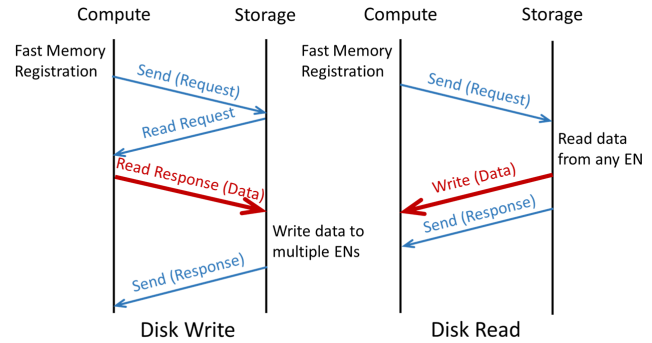 Compute
Storage
Fast Memory
Registration
Send (Request)
Read Request
Read Response (Data)
Write data to
multiple ENs
Send (Response)
Disk Write
Compute
Storage
Fast Memory
Registration
Send (Request)
Read data
from any EN
Write (Data)
Send (Response)
Disk Read